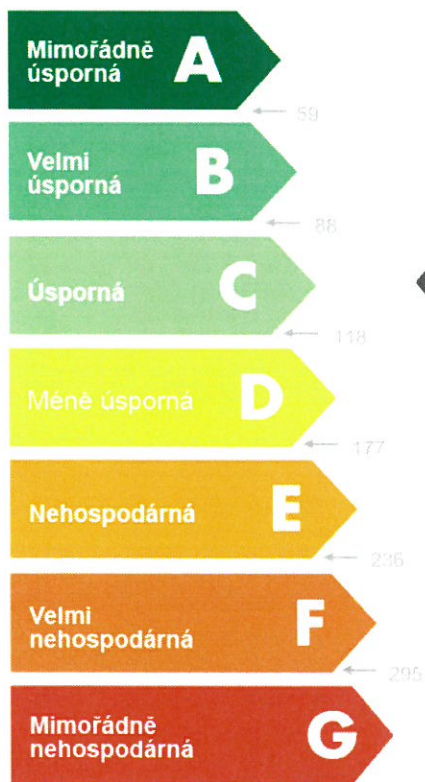 Mimořádně
úsporná A
59
Velmi
úsporná B
88
Úsporná C
118
Méně úsporná D
177
Nehospodárná E
236
Velmi
nehospodárná F
295
Mimořádně
nehospodárná G